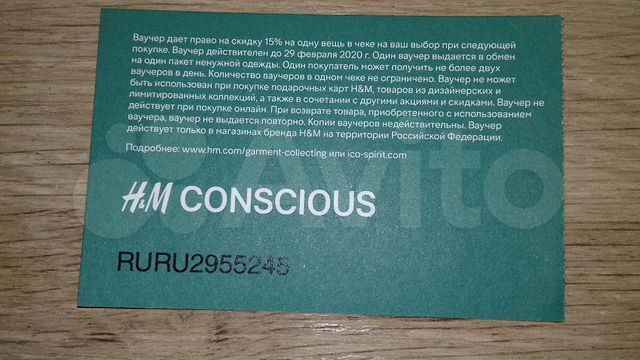 Ваучер дает право на скидку 15% на одну вещь в чеке на ваш выбор при следующей
покупке. Ваучер действителен до 29 февраля 2020 г. Один ваучер выдается в обмен
на один пакет ненужной одежды. Один покупатель может получить не более двух
ваучеров в день. Количество ваучеров в одном чеке не ограничено. Ваучер не может
быть использован при покупке подарочных карт H&M, товаров из дизайнерских и
лимитированных коллекций, а также в сочетании с другими акциями и скидками. Ваучер не
действует при покупке онлайн. При возврате товара, приобретенного с использованием
ваучера, ваучер не выдается повторно. Копии ваучеров недействительны. Ваучер
действует только в магазинах бренда H&M на территории Российской Федерации.
Подробнее: www.hm.com/garment-collecting или ico-spirit.com
H&M CONSCIOUS
RURU2955245
Avito